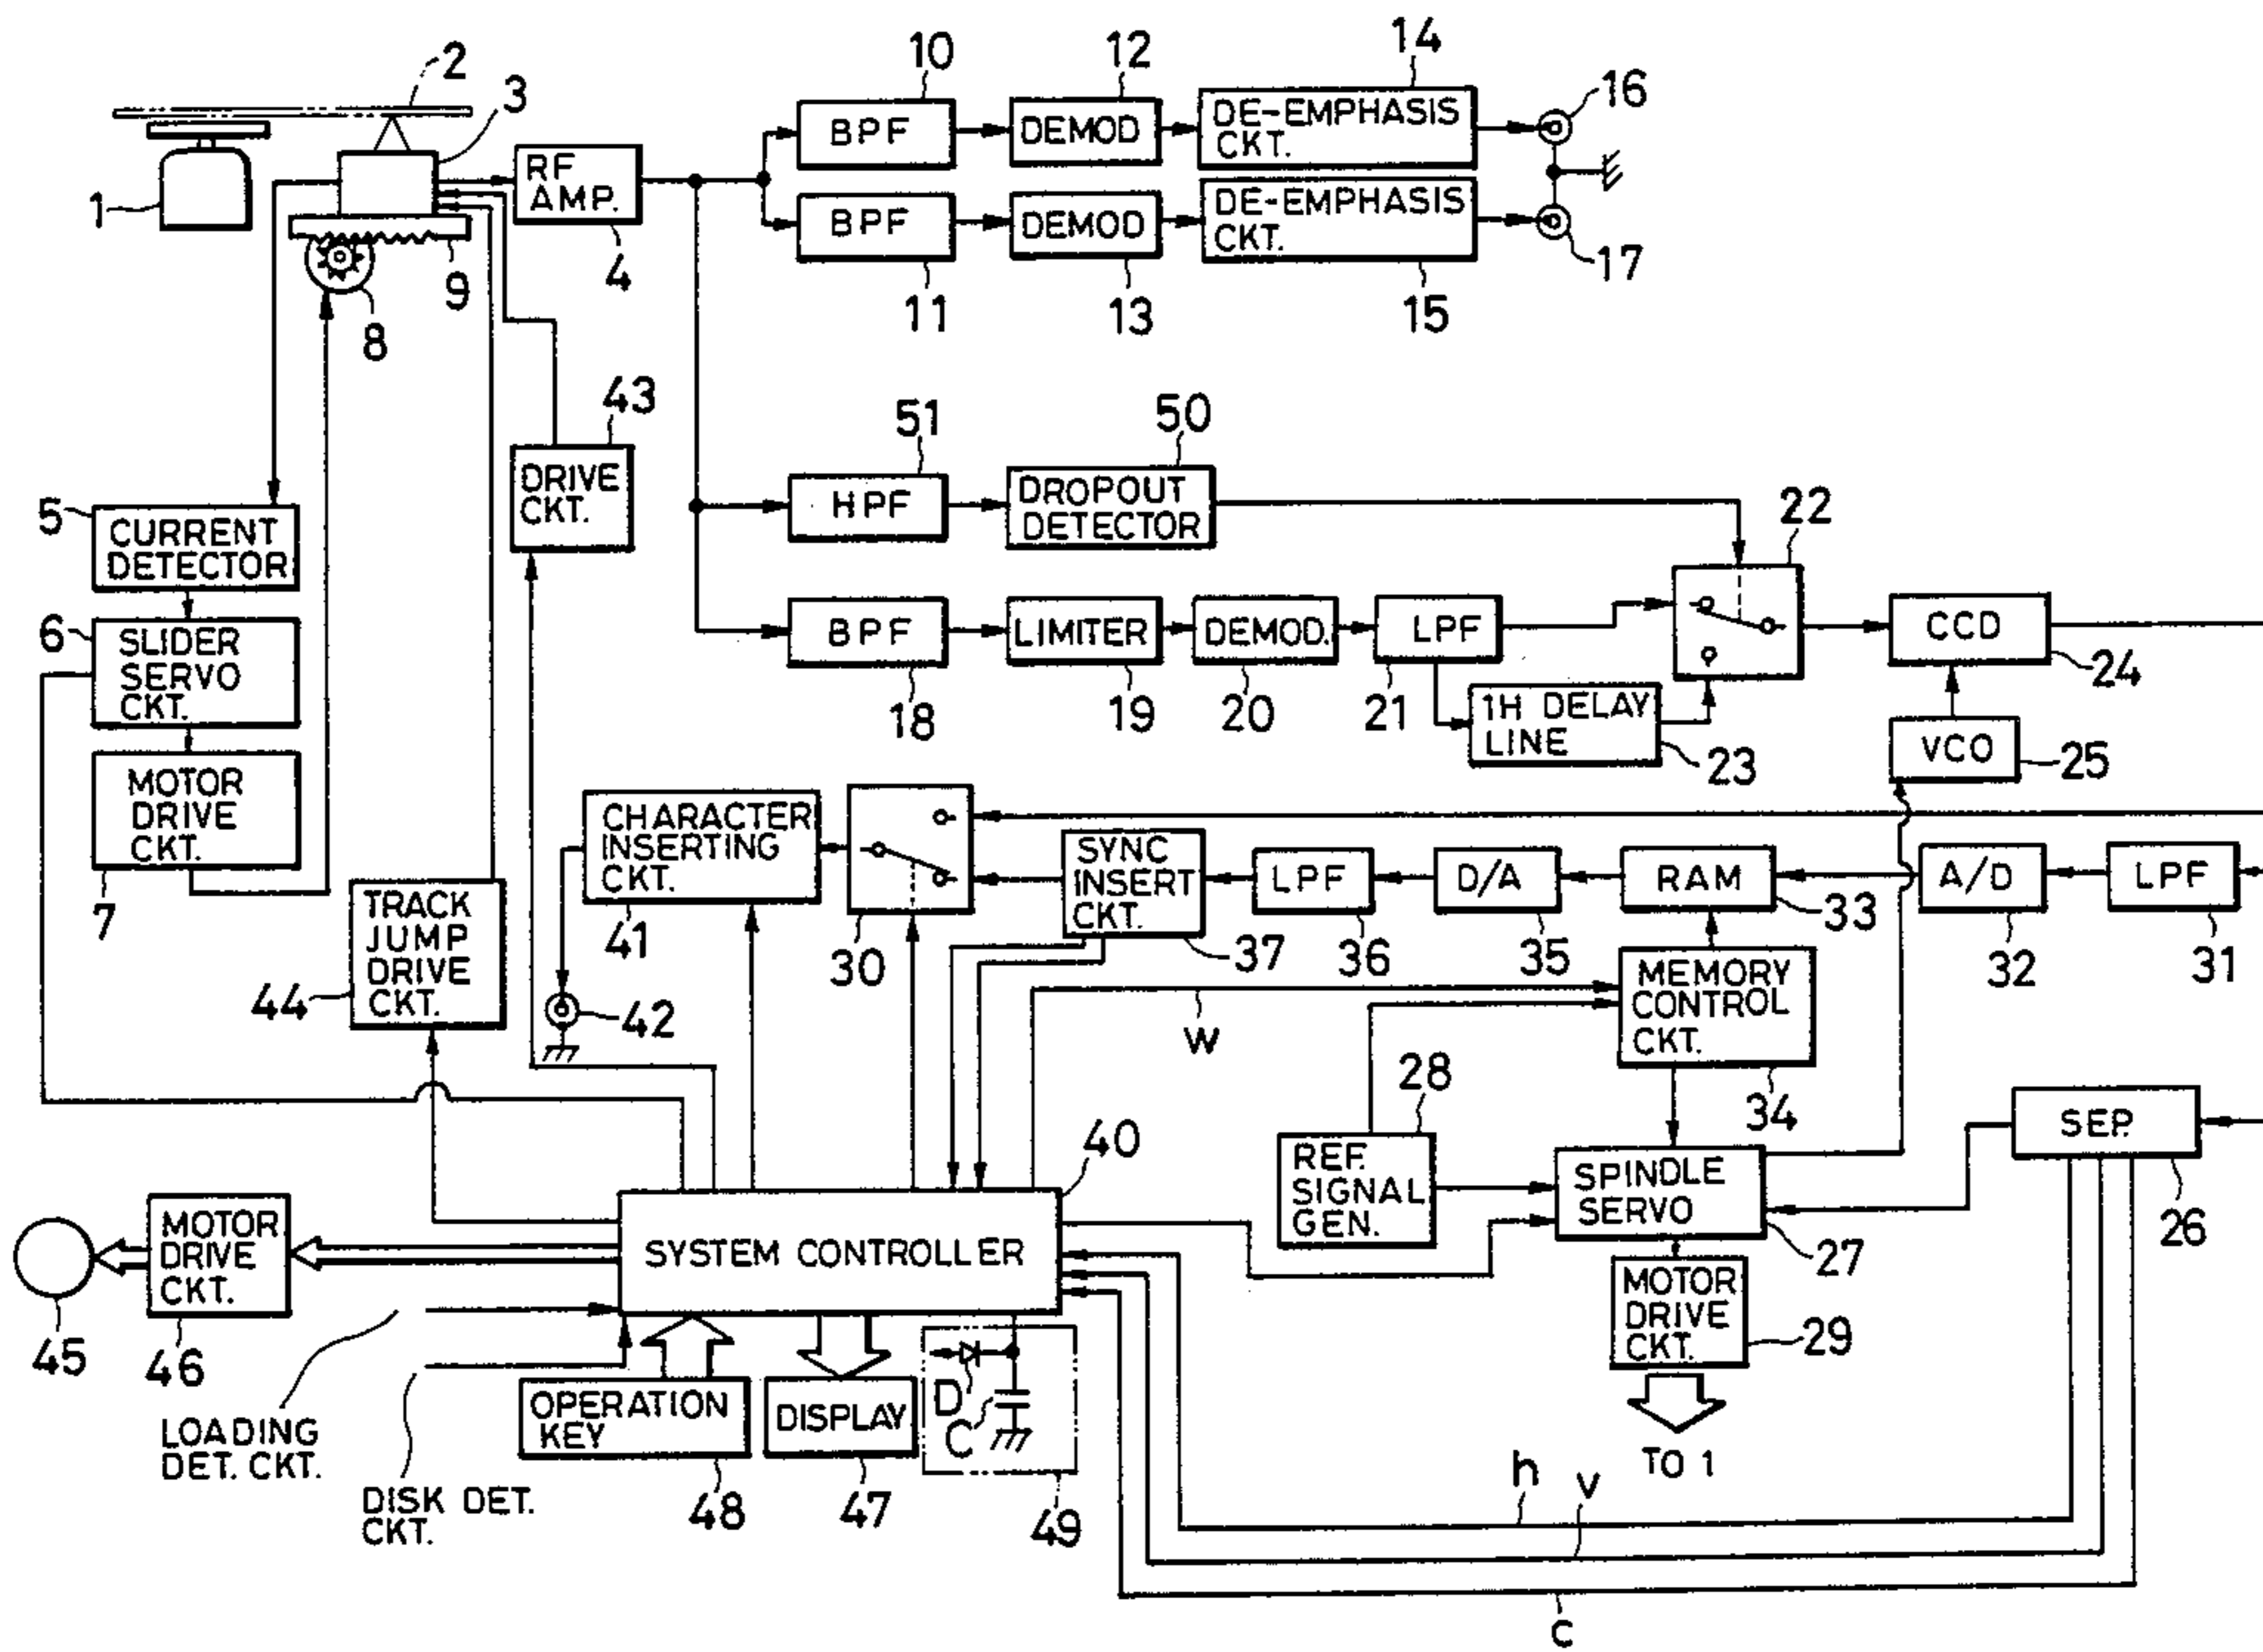 10
12
14
2
3
16
BPF
DEMOD
DE-EMPHASIS
CKT.
RF
AMP.
1
BPF
DEMOD
DE-EMPHASIS
CKT.
4
9
8
11
13
15
17
43
51
50
DRIVE
CKT.
HPF
DROPOUT
DETECTOR
22
5
CURRENT
DETECTOR
6
SLIDER
SERVO
CKT.
BPF
LIMITER
DEMOD.
LPF
CCD
24
18
19
20
21
1H DELAY
LINE
23
VCO
25
MOTOR
DRIVE
CKT.
7
CHARACTER
INSERTING
CKT.
41
30
SYNC
INSERT
CKT.
37
LPF
36
D/A
35
RAM
33
A/D
32
LPF
31
TRACK
JUMP
DRIVE
CKT.
44
42
W
MEMORY
CONTROL
CKT.
34
28
REF.
SIGNAL
GEN.
SPINDLE
SERVO
27
SEP.
26
40
SYSTEM CONTROLLER
MOTOR
DRIVE
CKT.
45
46
MOTOR
DRIVE
CKT.
29
TO 1
D
C
LOADING
DET. CKT.
DISK DET.
CKT.
OPERATION
KEY
48
DISPLAY
47
49
h
v
c